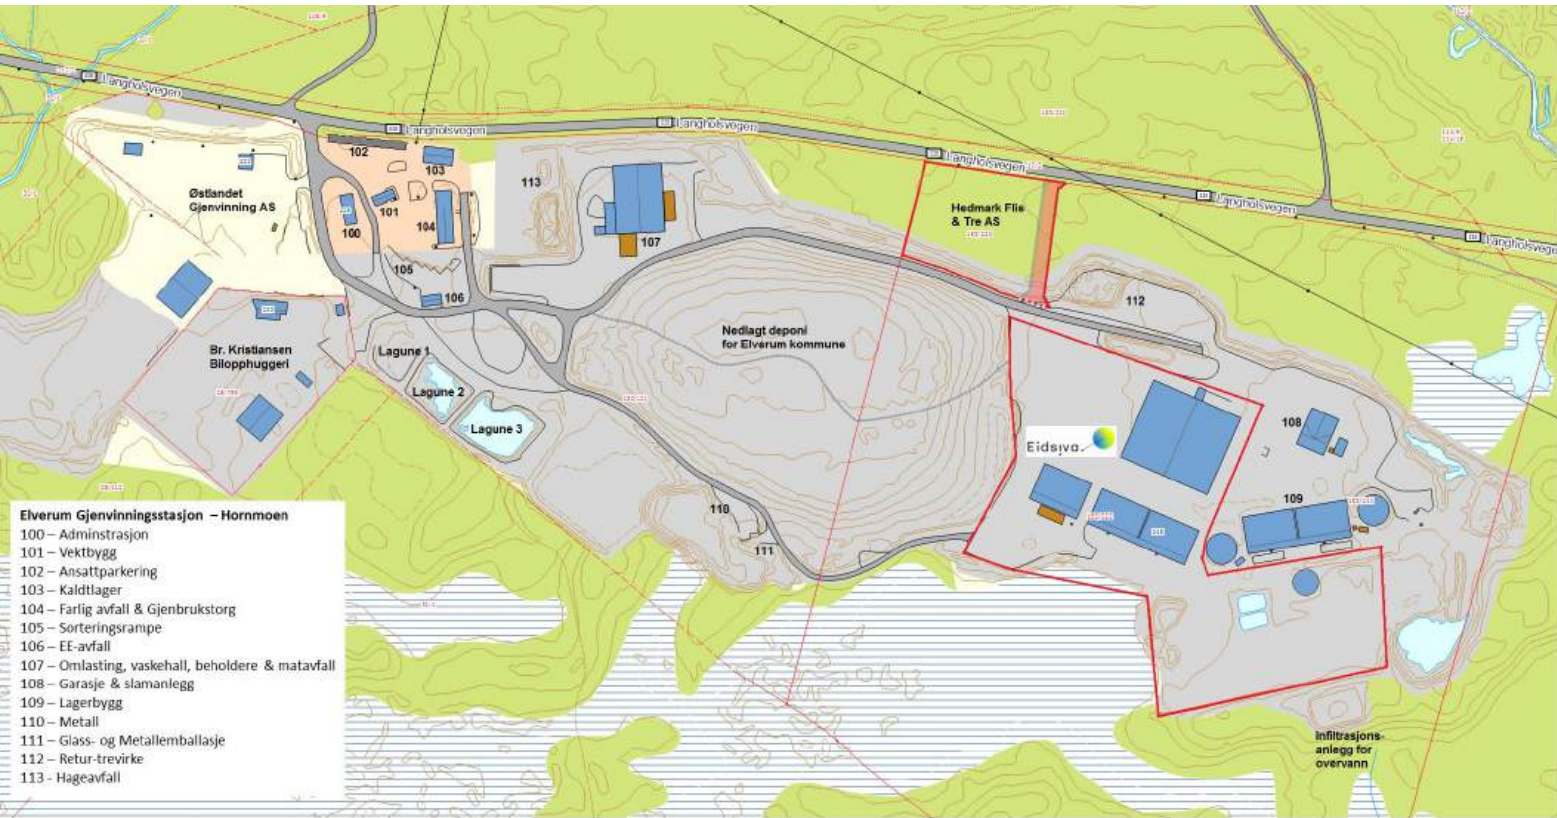 Langholsvegen
Langholsvegen
Langholsvegen
Langholsvegen
Langholsvegen
Langholsvege
102
103
113
101
104
100
107
105
106
Østlandet
Gjenvinning AS
Hedmark Flis
& Tre AS
112
Nedlagt deponi
for Elverum kommune
Br. Kristiansen
Bilopphuggeri
Lagune 1
Lagune 2
Lagune 3
Eidsiva
108
109
110
111
Infiltrasjons-
anlegg for
overvann
Elverum Gjenvinningsstasjon – Hornmoen
100 – Adminstrasjon
101 – Vektbygg
102 – Ansattparkering
103 – Kaldtlager
104 – Farlig avfall & Gjenbrukstorg
105 – Sorteringsrampe
106 – EE-avfall
107 – Omlasting, vaskehall, beholdere & matavfall
108 – Garasje & slamanlegg
109 – Lagerbygg
110 – Metall
111 – Glass- og Metallemballasje
112 – Retur-trevirke
113 - Hageavfall